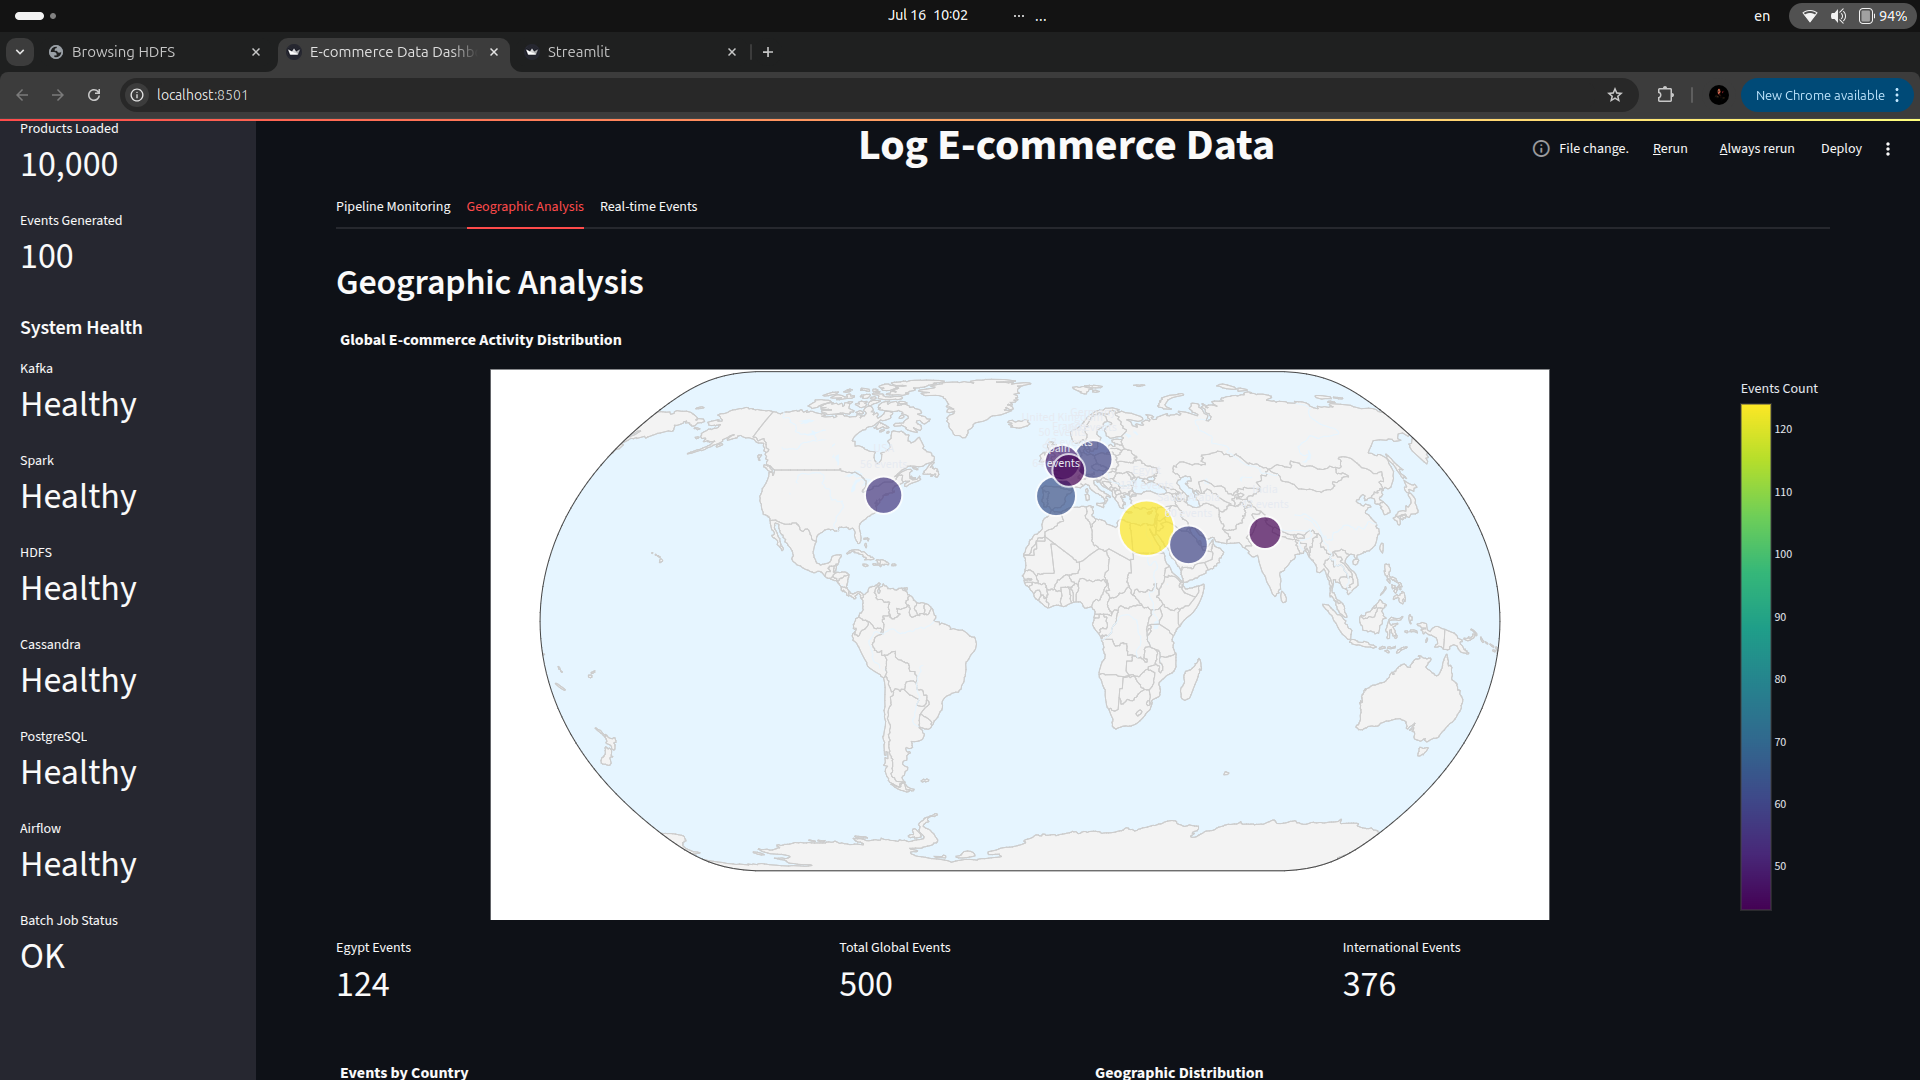 Jul 16 10:02
en
94%
Browsing HDFS
E-commerce Data Dashb
Streamlit
localhost:8501
New Chrome available
Products Loaded
10,000
Events Generated
100
System Health
Kafka
Healthy
Spark
Healthy
HDFS
Healthy
Cassandra
Healthy
PostgreSQL
Healthy
Airflow
Healthy
Batch Job Status
OK
Log E-commerce Data
File change.
Rerun
Always rerun
Deploy
Pipeline Monitoring
Geographic Analysis
Real-time Events
Geographic Analysis
Global E-commerce Activity Distribution
events
Events Count
120
110
100
90
80
70
60
50
Egypt Events
124
Total Global Events
500
International Events
376
Events by Country
Geographic Distribution